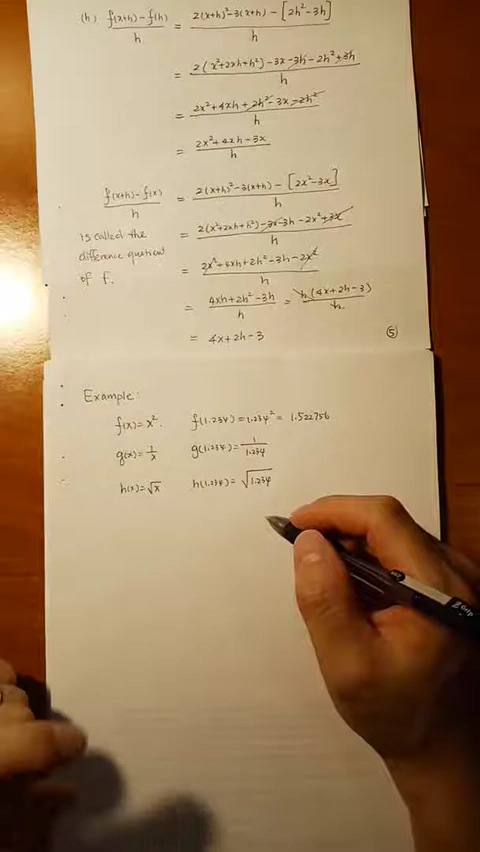 (h) f(x+h)-f(h)/h = 2(x+h)²-3(x+h)-[2h²-3h]/h
= 2(x²+2xh+h²)-3x-3h-2h²+3h/h
= 2x²+4xh+2h²-3x-2h²/h
= 2x²+4xh-3x/h
f(x+h)-f(x)/h = 2(x+h)²-3(x+h)-[2x²-3x]/h
is called the = 2(x²+2xh+h²)-3x-3h-2x²+3x/h
difference quotient = 2x²+4xh+2h²-3h-2x²/h
of f.
= 4xh+2h²-3h/h = h(4x+2h-3)/h
= 4x+2h-3 ⑤
Example:
f(x)=x². f(1.234)=1.234²= 1.522756
g(x)=1/x g(1.234)=1/1.234
h(x)=√x h(1.234)=√1.234
Grip